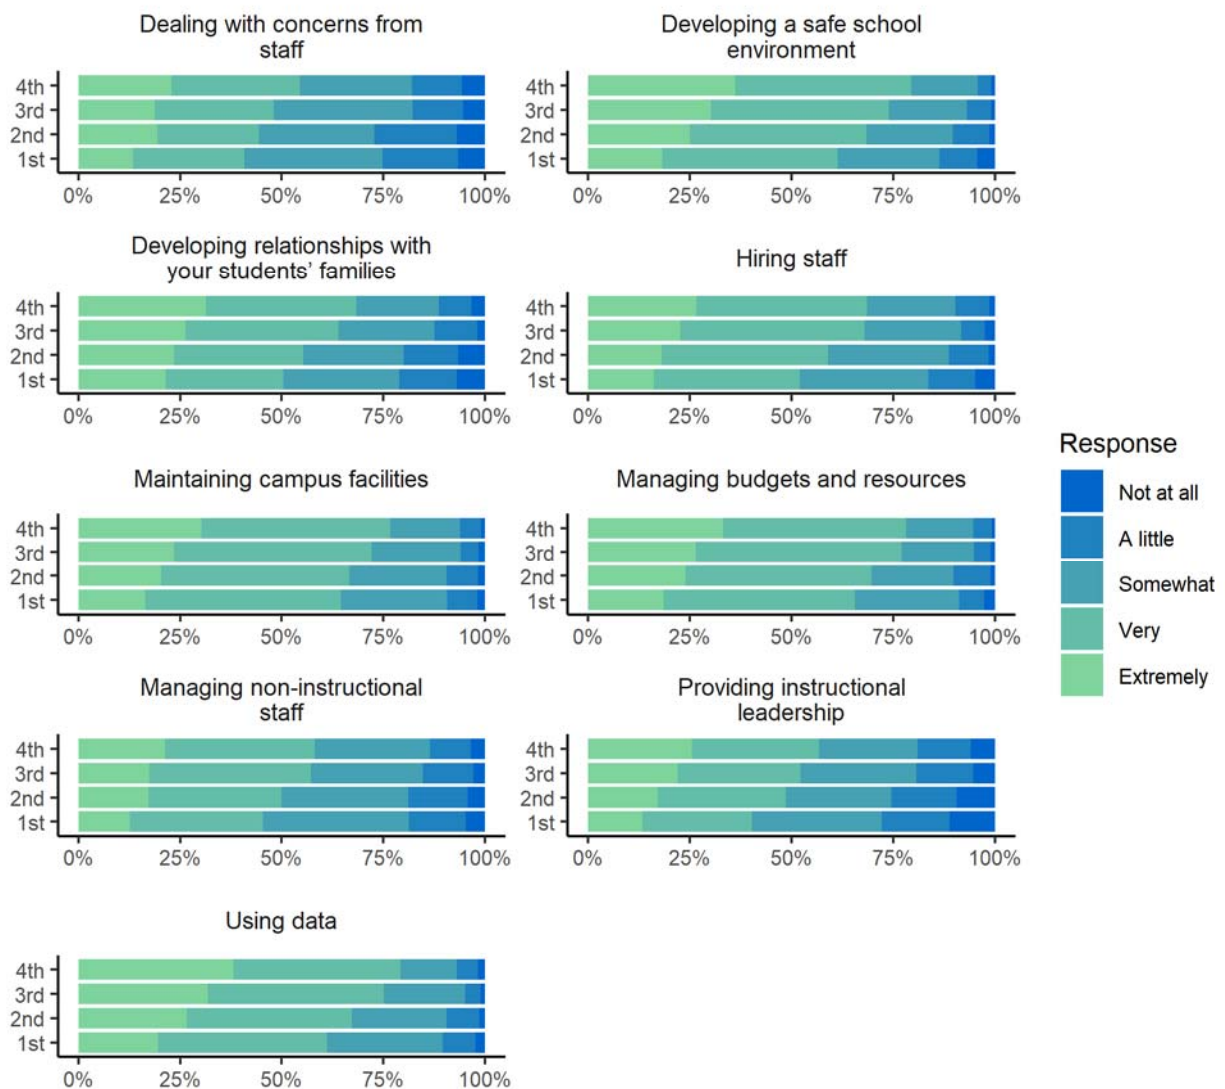 Dealing with concerns from
staff
4th
3rd
2nd
1st
0% 25% 50% 75% 100%
Developing a safe school
environment
4th
3rd
2nd
1st
0% 25% 50% 75% 100%
Developing relationships with
your students’ families
4th
3rd
2nd
1st
0% 25% 50% 75% 100%
Hiring staff
4th
3rd
2nd
1st
0% 25% 50% 75% 100%
Maintaining campus facilities
4th
3rd
2nd
1st
0% 25% 50% 75% 100%
Managing budgets and resources
4th
3rd
2nd
1st
0% 25% 50% 75% 100%
Managing non-instructional
staff
4th
3rd
2nd
1st
0% 25% 50% 75% 100%
Providing instructional
leadership
4th
3rd
2nd
1st
0% 25% 50% 75% 100%
Using data
4th
3rd
2nd
1st
0% 25% 50% 75% 100%
Response
Not at all
A little
Somewhat
Very
Extremely